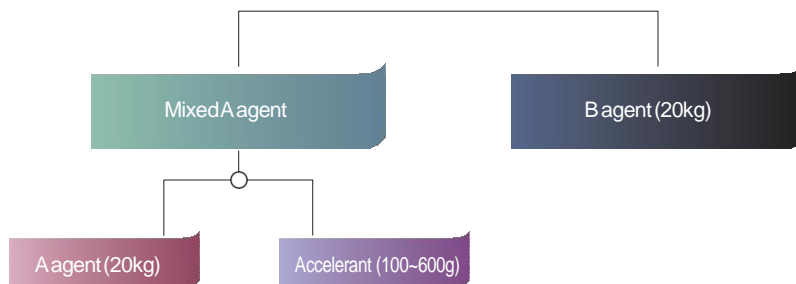 Mixed A agent
B agent (20kg)
A agent (20kg)
Accelerant (100~600g)